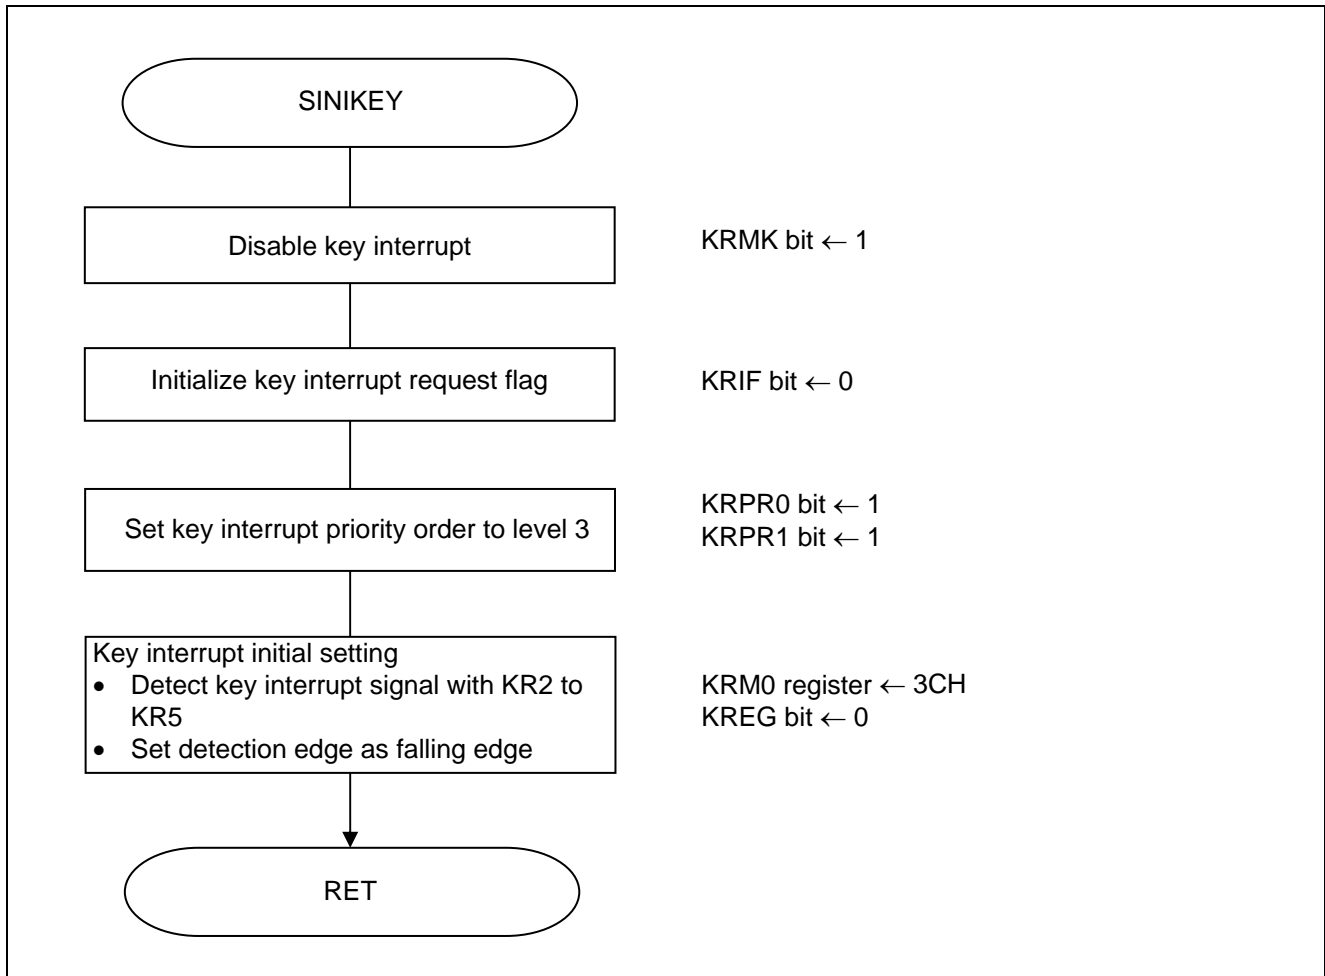 SINIKEY
Disable key interrupt
KRMK bit ← 1
Initialize key interrupt request flag
KRIF bit ← 0
Set key interrupt priority order to level 3
KRPR0 bit ← 1
KRPR1 bit ← 1
Key interrupt initial setting
• Detect key interrupt signal with KR2 to
KR5
• Set detection edge as falling edge
KRM0 register ← 3CH
KREG bit ← 0
RET